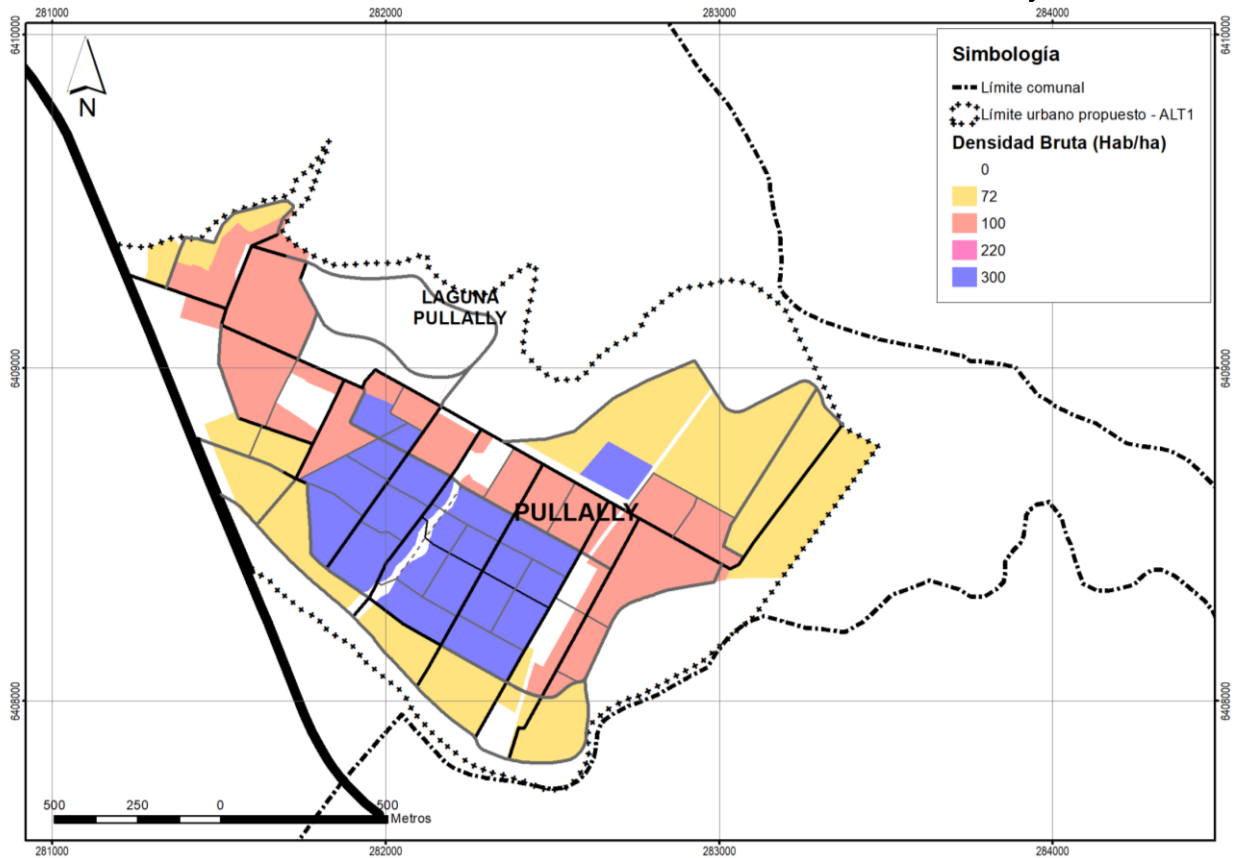 281000 282000 283000 284000
6410000 6410000
N
Simbología
Límite comunal
Límite urbano propuesto - ALT1
Densidad Bruta (Hab/ha)
0
72
100
220
300
LAGUNA
PULLALLY
6409000 6409000
PULLALLY
6408000 6408000
500 250 0 500
Metros
281000 282000 283000 284000